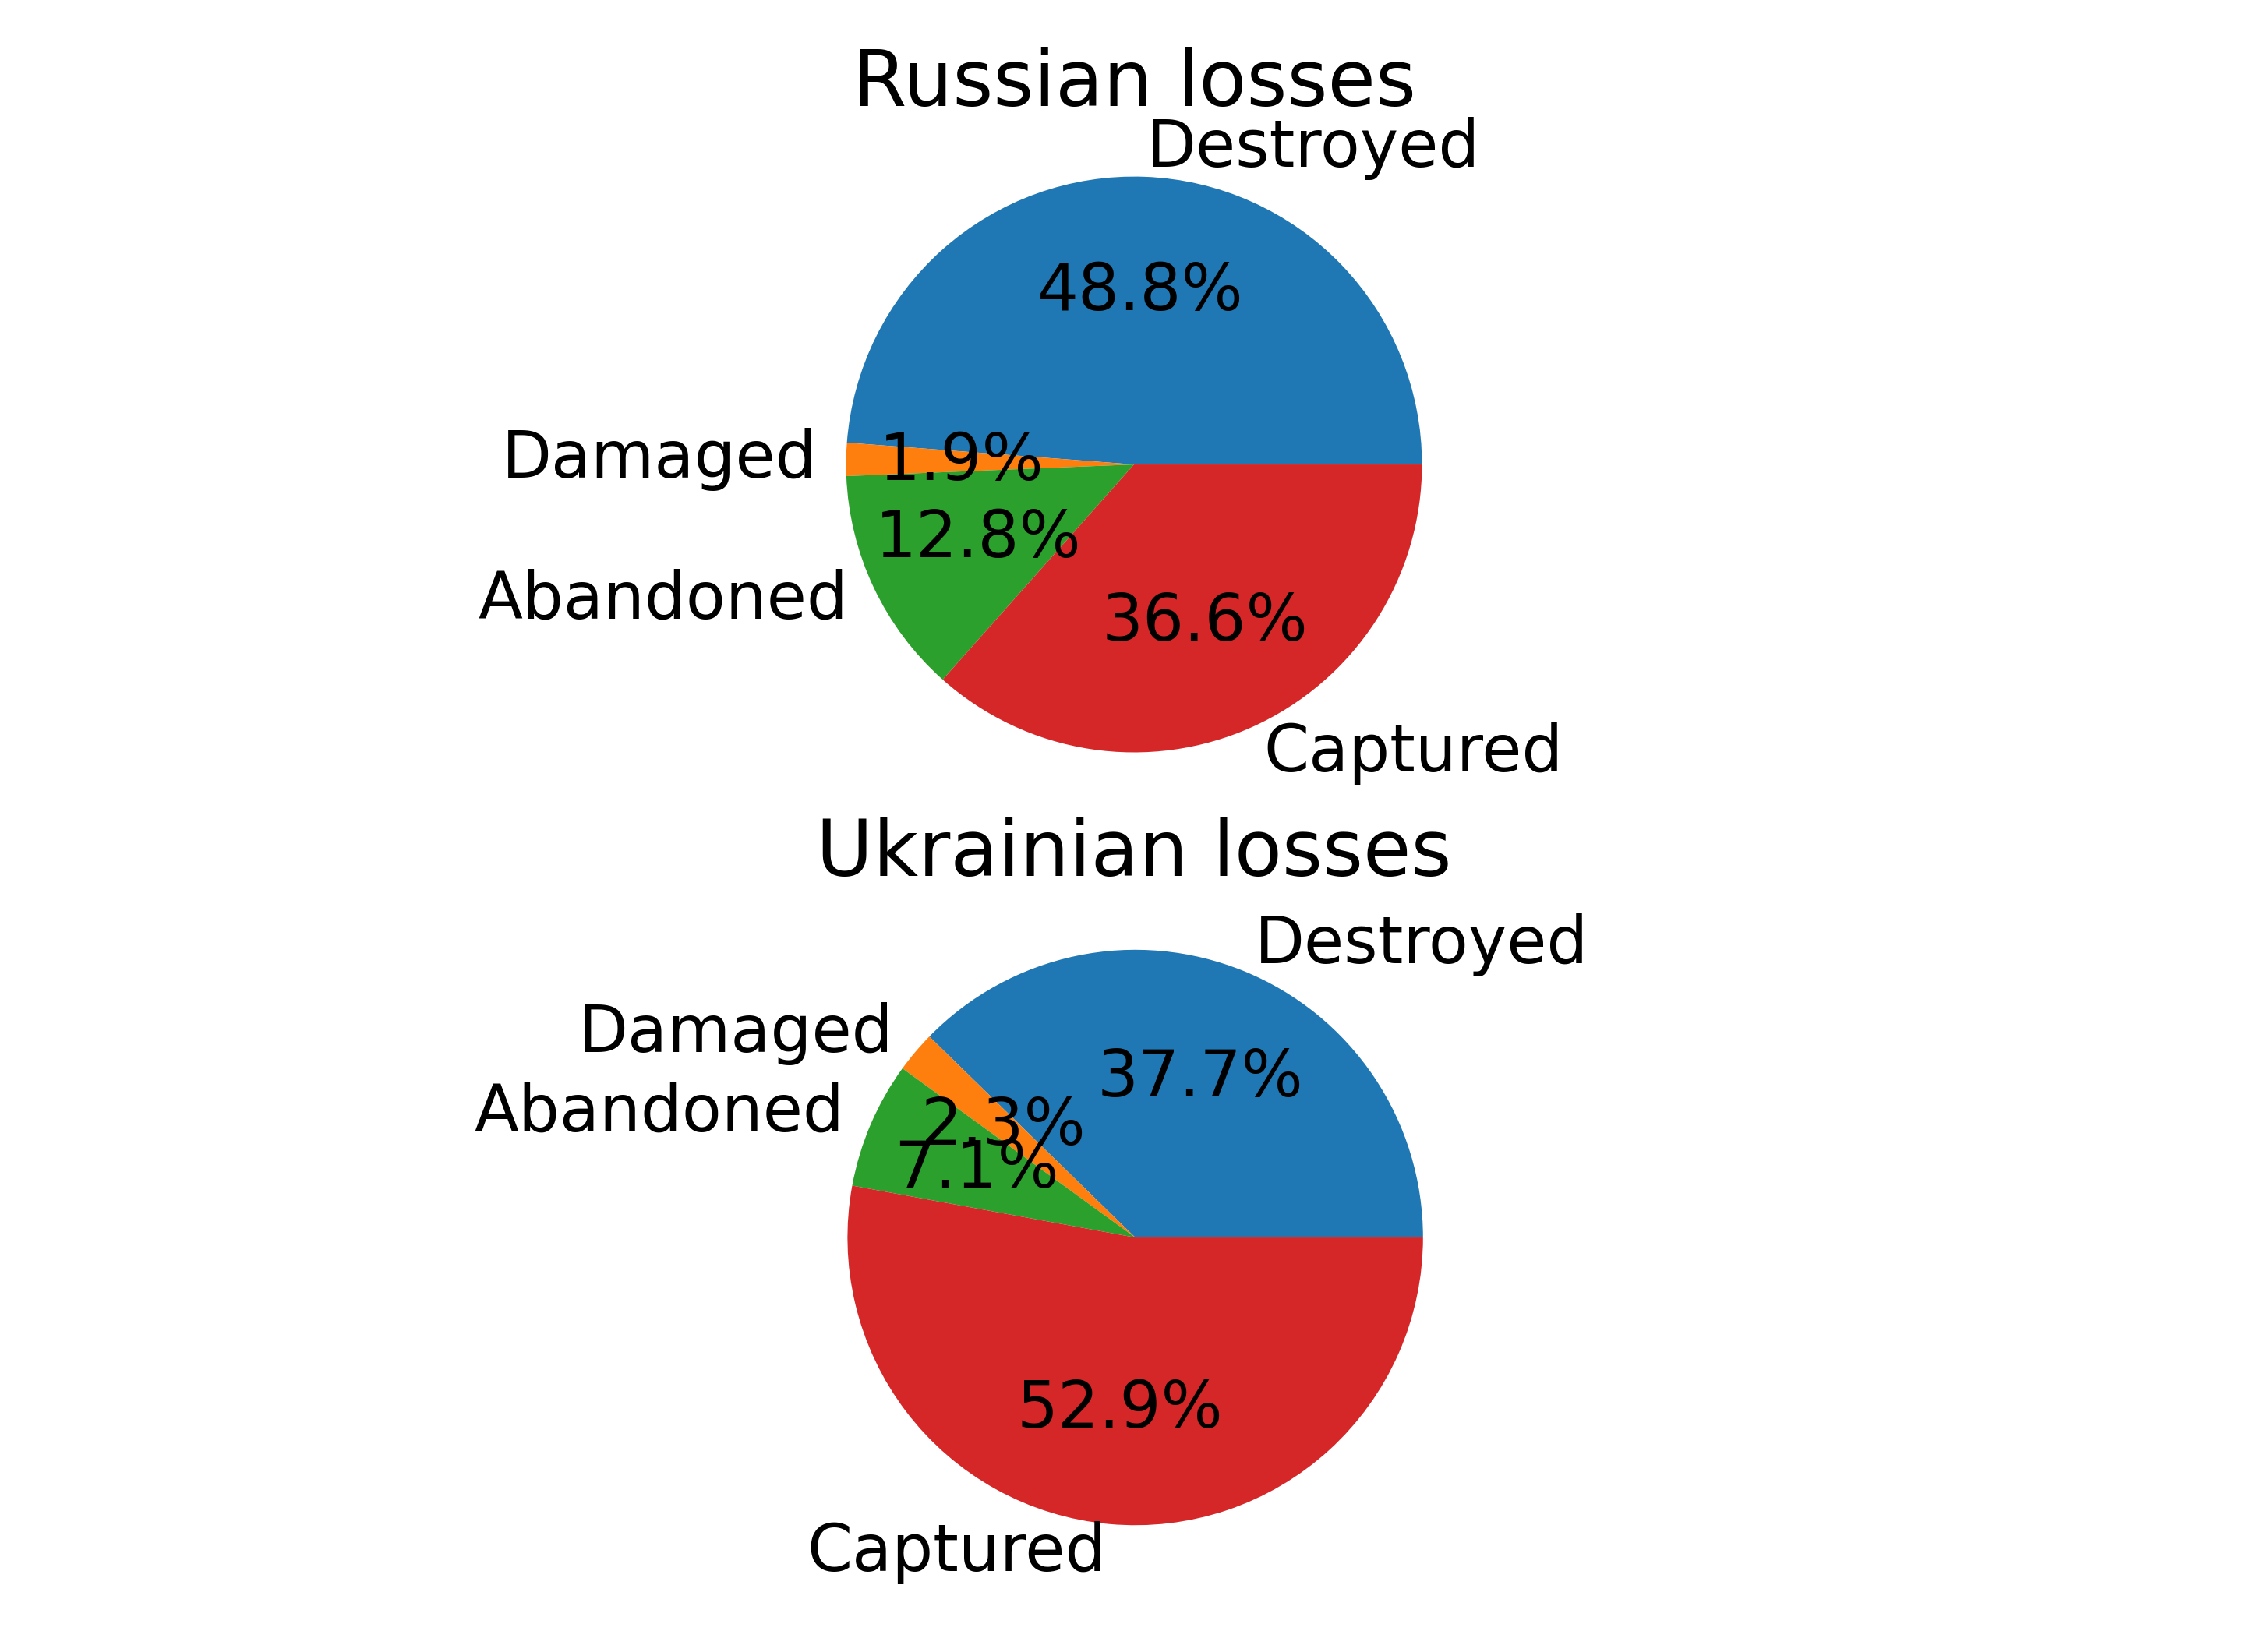 Russian losses
Destroyed
48.8%
Damaged
1.9%
12.8%
Abandoned
36.6%
Captured
Ukrainian losses
Destroyed
Damaged
37.7%
Abandoned
2.3%
7.1%
52.9%
Captured